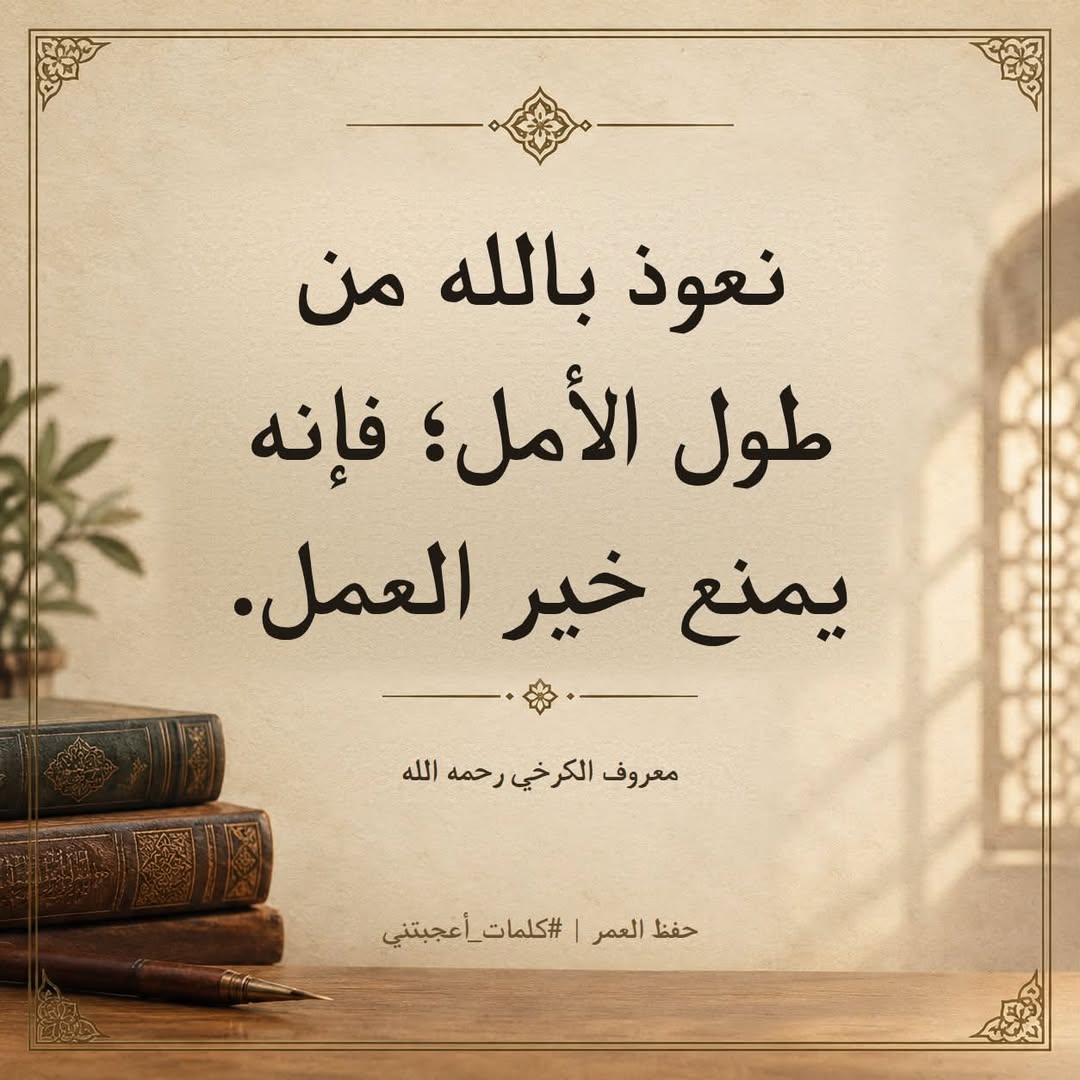 نعوذ بالله من
طول الأمل؛ فإنه
يمنع خير العمل.
معروف الكرخي رحمه الله
حفظ العمر | #كلمات_أعجبتني